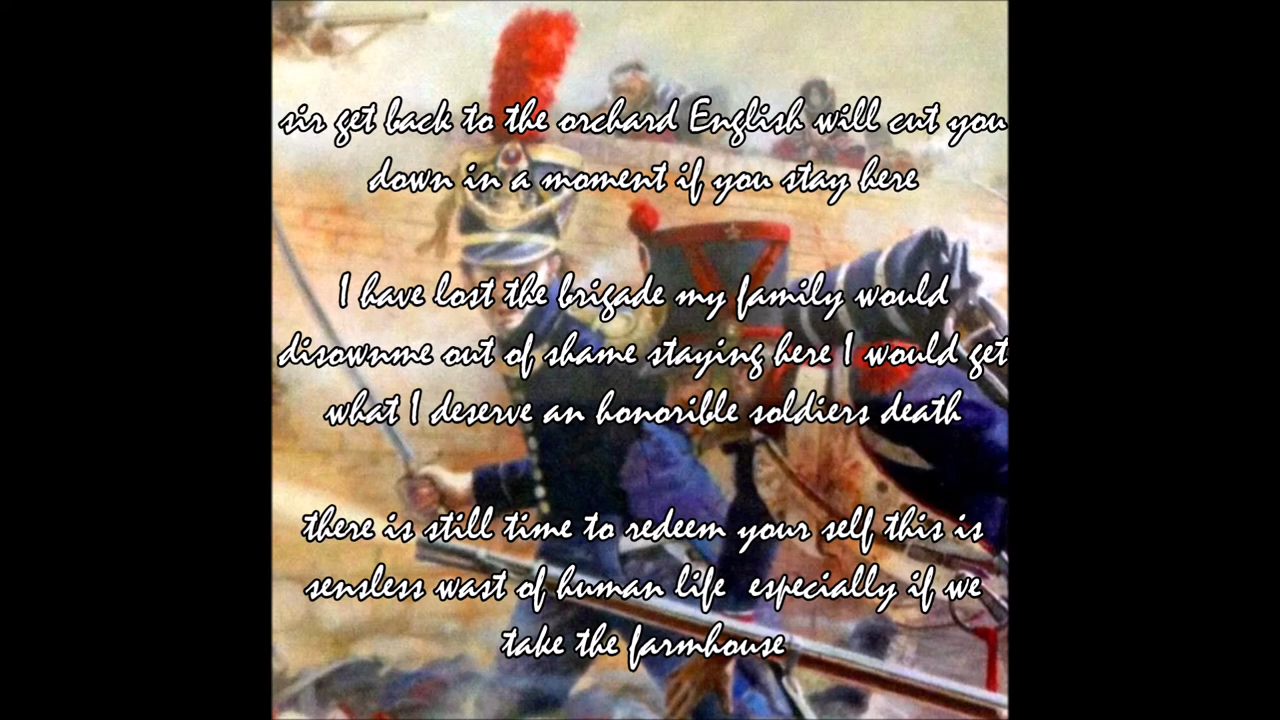 sir get back to the orchard English will cut you
down in a moment if you stay here
I have lost the brigade my family would
disownme out of shame staying here I would get
what I deserve an honorible soldiers death
there is still time to redeem your self this is
sensless wast of human life especially if we
take the farmhouse